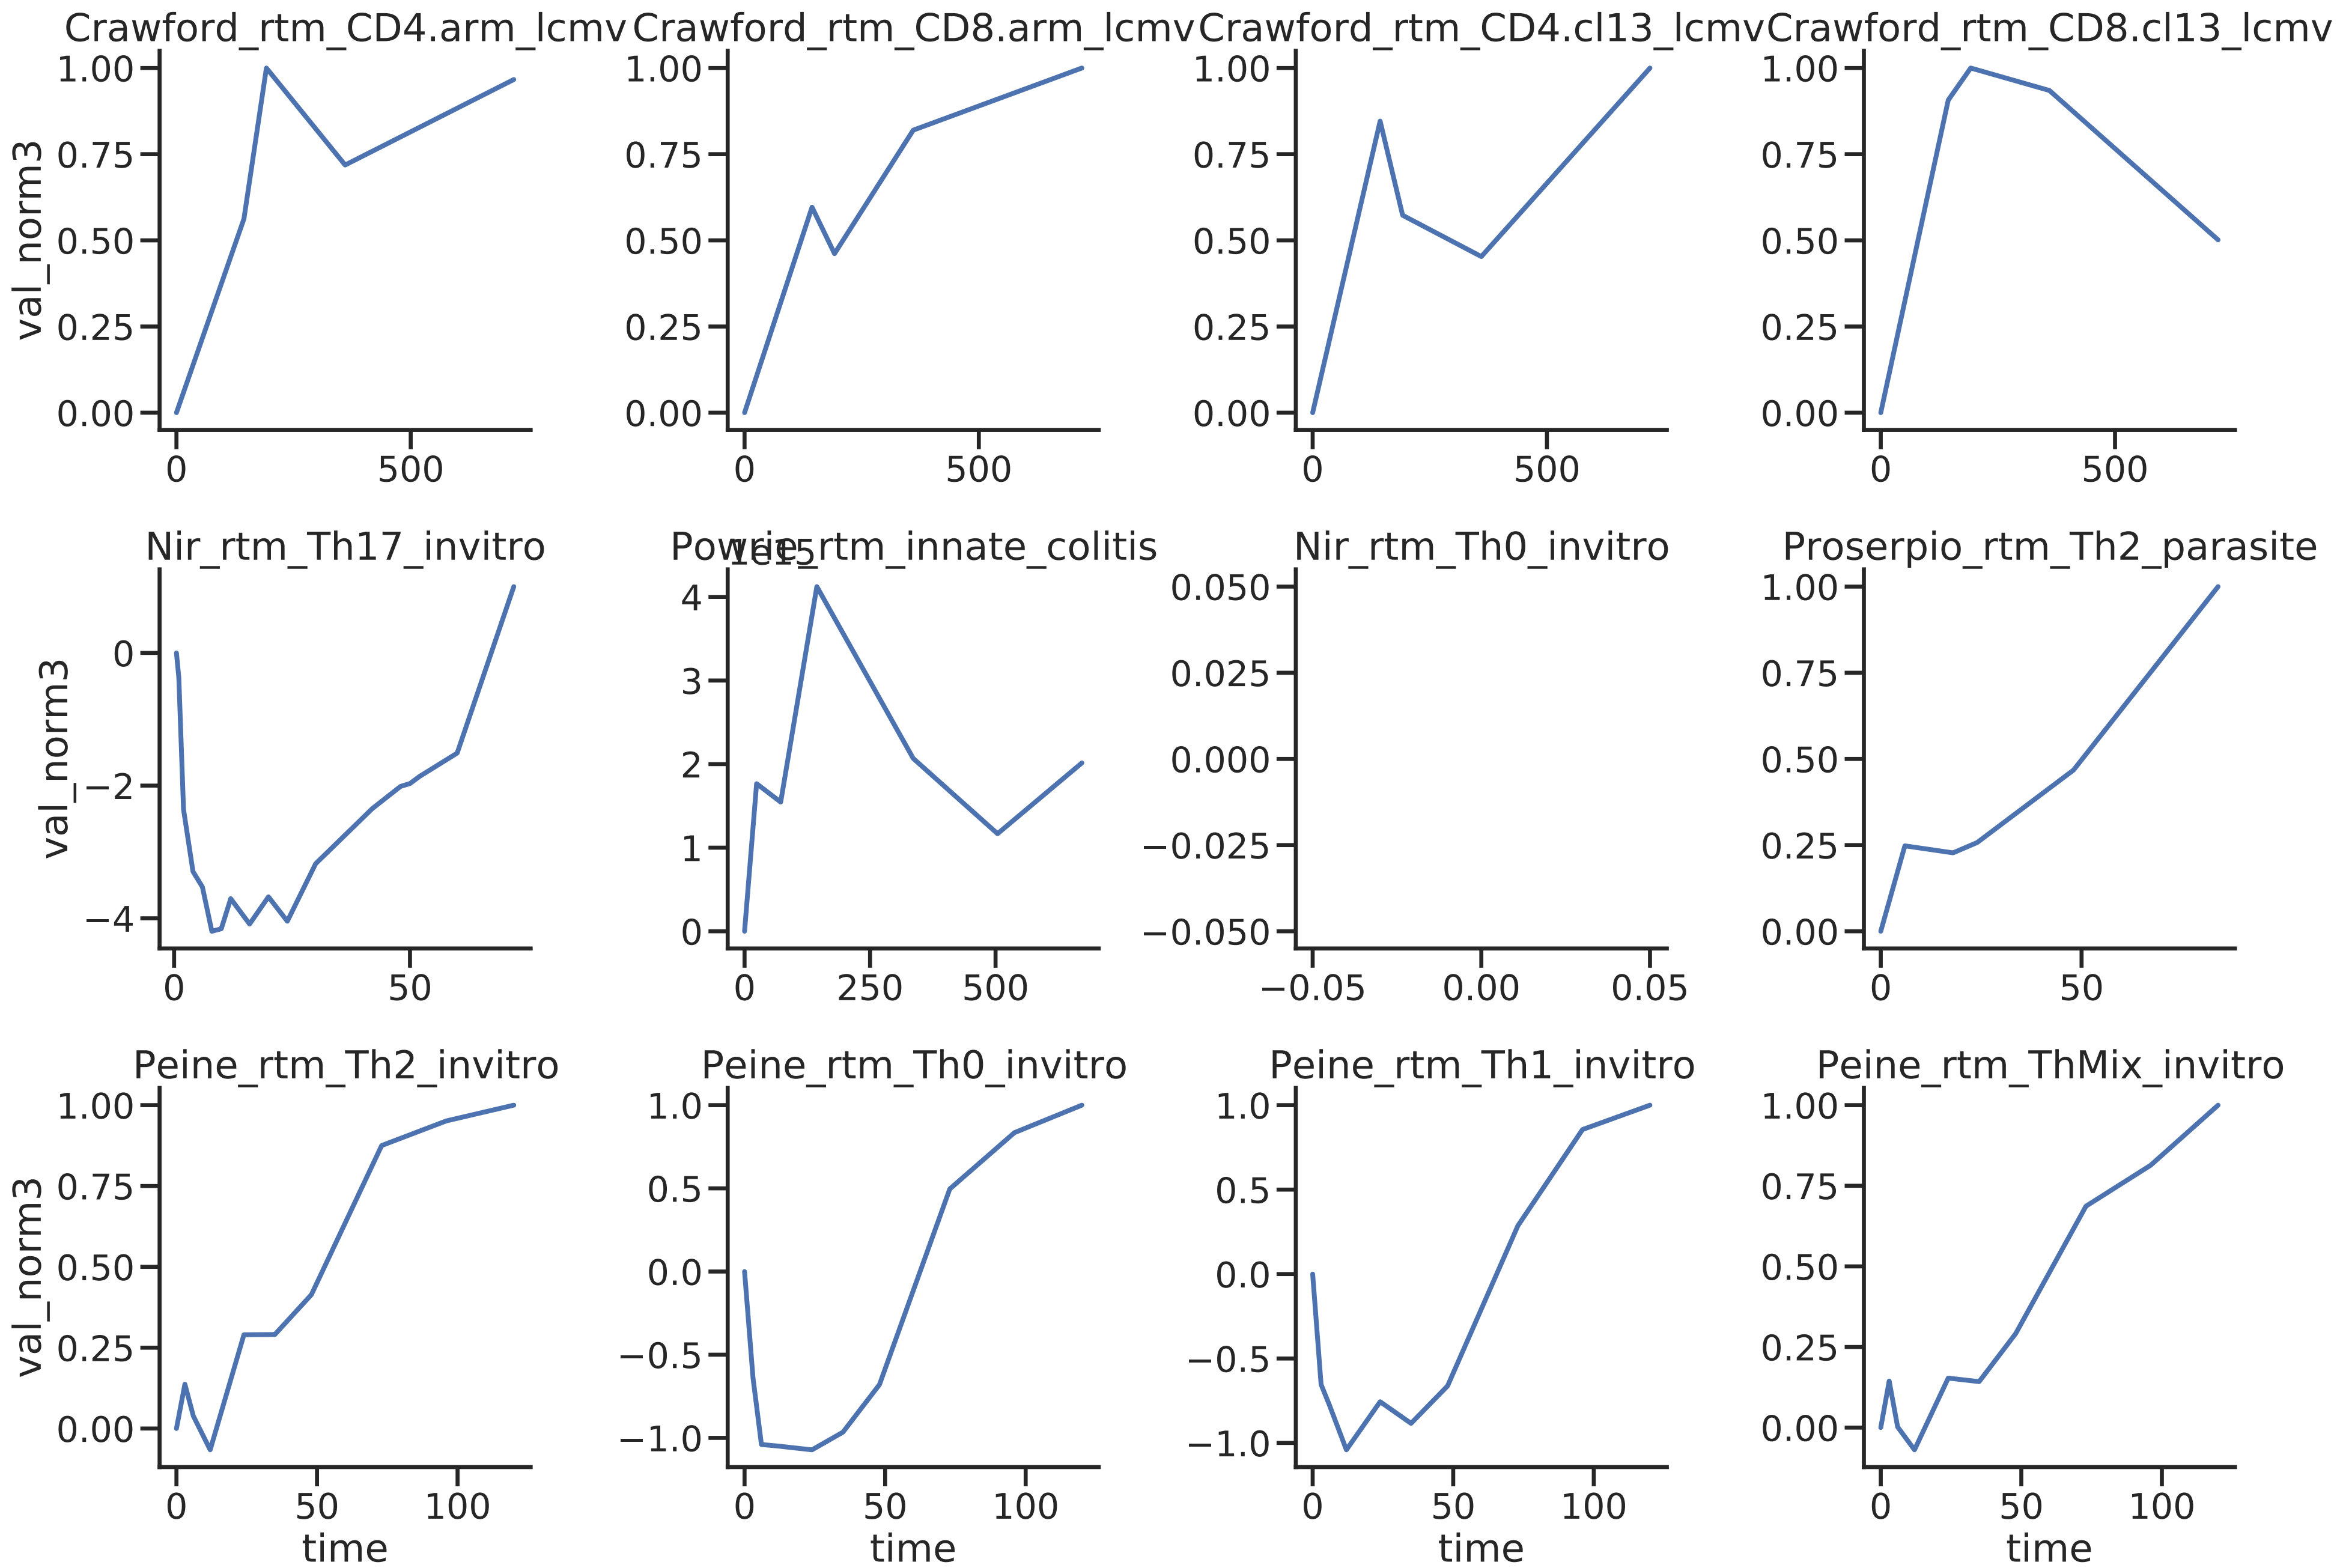 Crawford_rtm_CD4.arm_lcmv Crawford_rtm_CD8.arm_lcmv Crawford_rtm_CD4.cl13_lcmv Crawford_rtm_CD8.cl13_lcmv
val_norm3
1.00 0.75 0.50 0.25 0.00
0 500
1.00 0.75 0.50 0.25 0.00
0 500
1.00 0.75 0.50 0.25 0.00
0 500
1.00 0.75 0.50 0.25 0.00
0 500
Nir_rtm_Th17_invitro Powrie_rtm_innate_colitis Nir_rtm_Th0_invitro Proserpio_rtm_Th2_parasite
val_norm3
0 −2 −4
0 50
1e15
4 3 2 1 0
0 250 500
0.050 0.025 0.000 −0.025 −0.050
−0.05 0.00 0.05
1.00 0.75 0.50 0.25 0.00
0 50
Peine_rtm_Th2_invitro Peine_rtm_Th0_invitro Peine_rtm_Th1_invitro Peine_rtm_ThMix_invitro
val_norm3
1.00 0.75 0.50 0.25 0.00
0 50 100
time
1.0 0.5 0.0 −0.5 −1.0
0 50 100
time
1.0 0.5 0.0 −0.5 −1.0
0 50 100
time
1.00 0.75 0.50 0.25 0.00
0 50 100
time